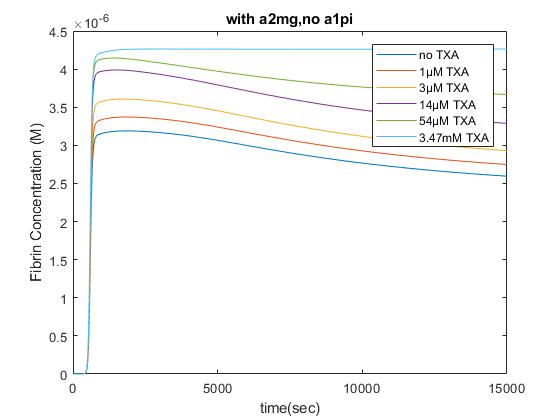 with a2mg,no a1pi
×10^-6
4.5
4
3.5
3
2.5
2
1.5
1
0.5
0
Fibrin Concentration (M)
no TXA
1µM TXA
3µM TXA
14µM TXA
54µM TXA
3.47mM TXA
0 5000 10000 15000
time(sec)